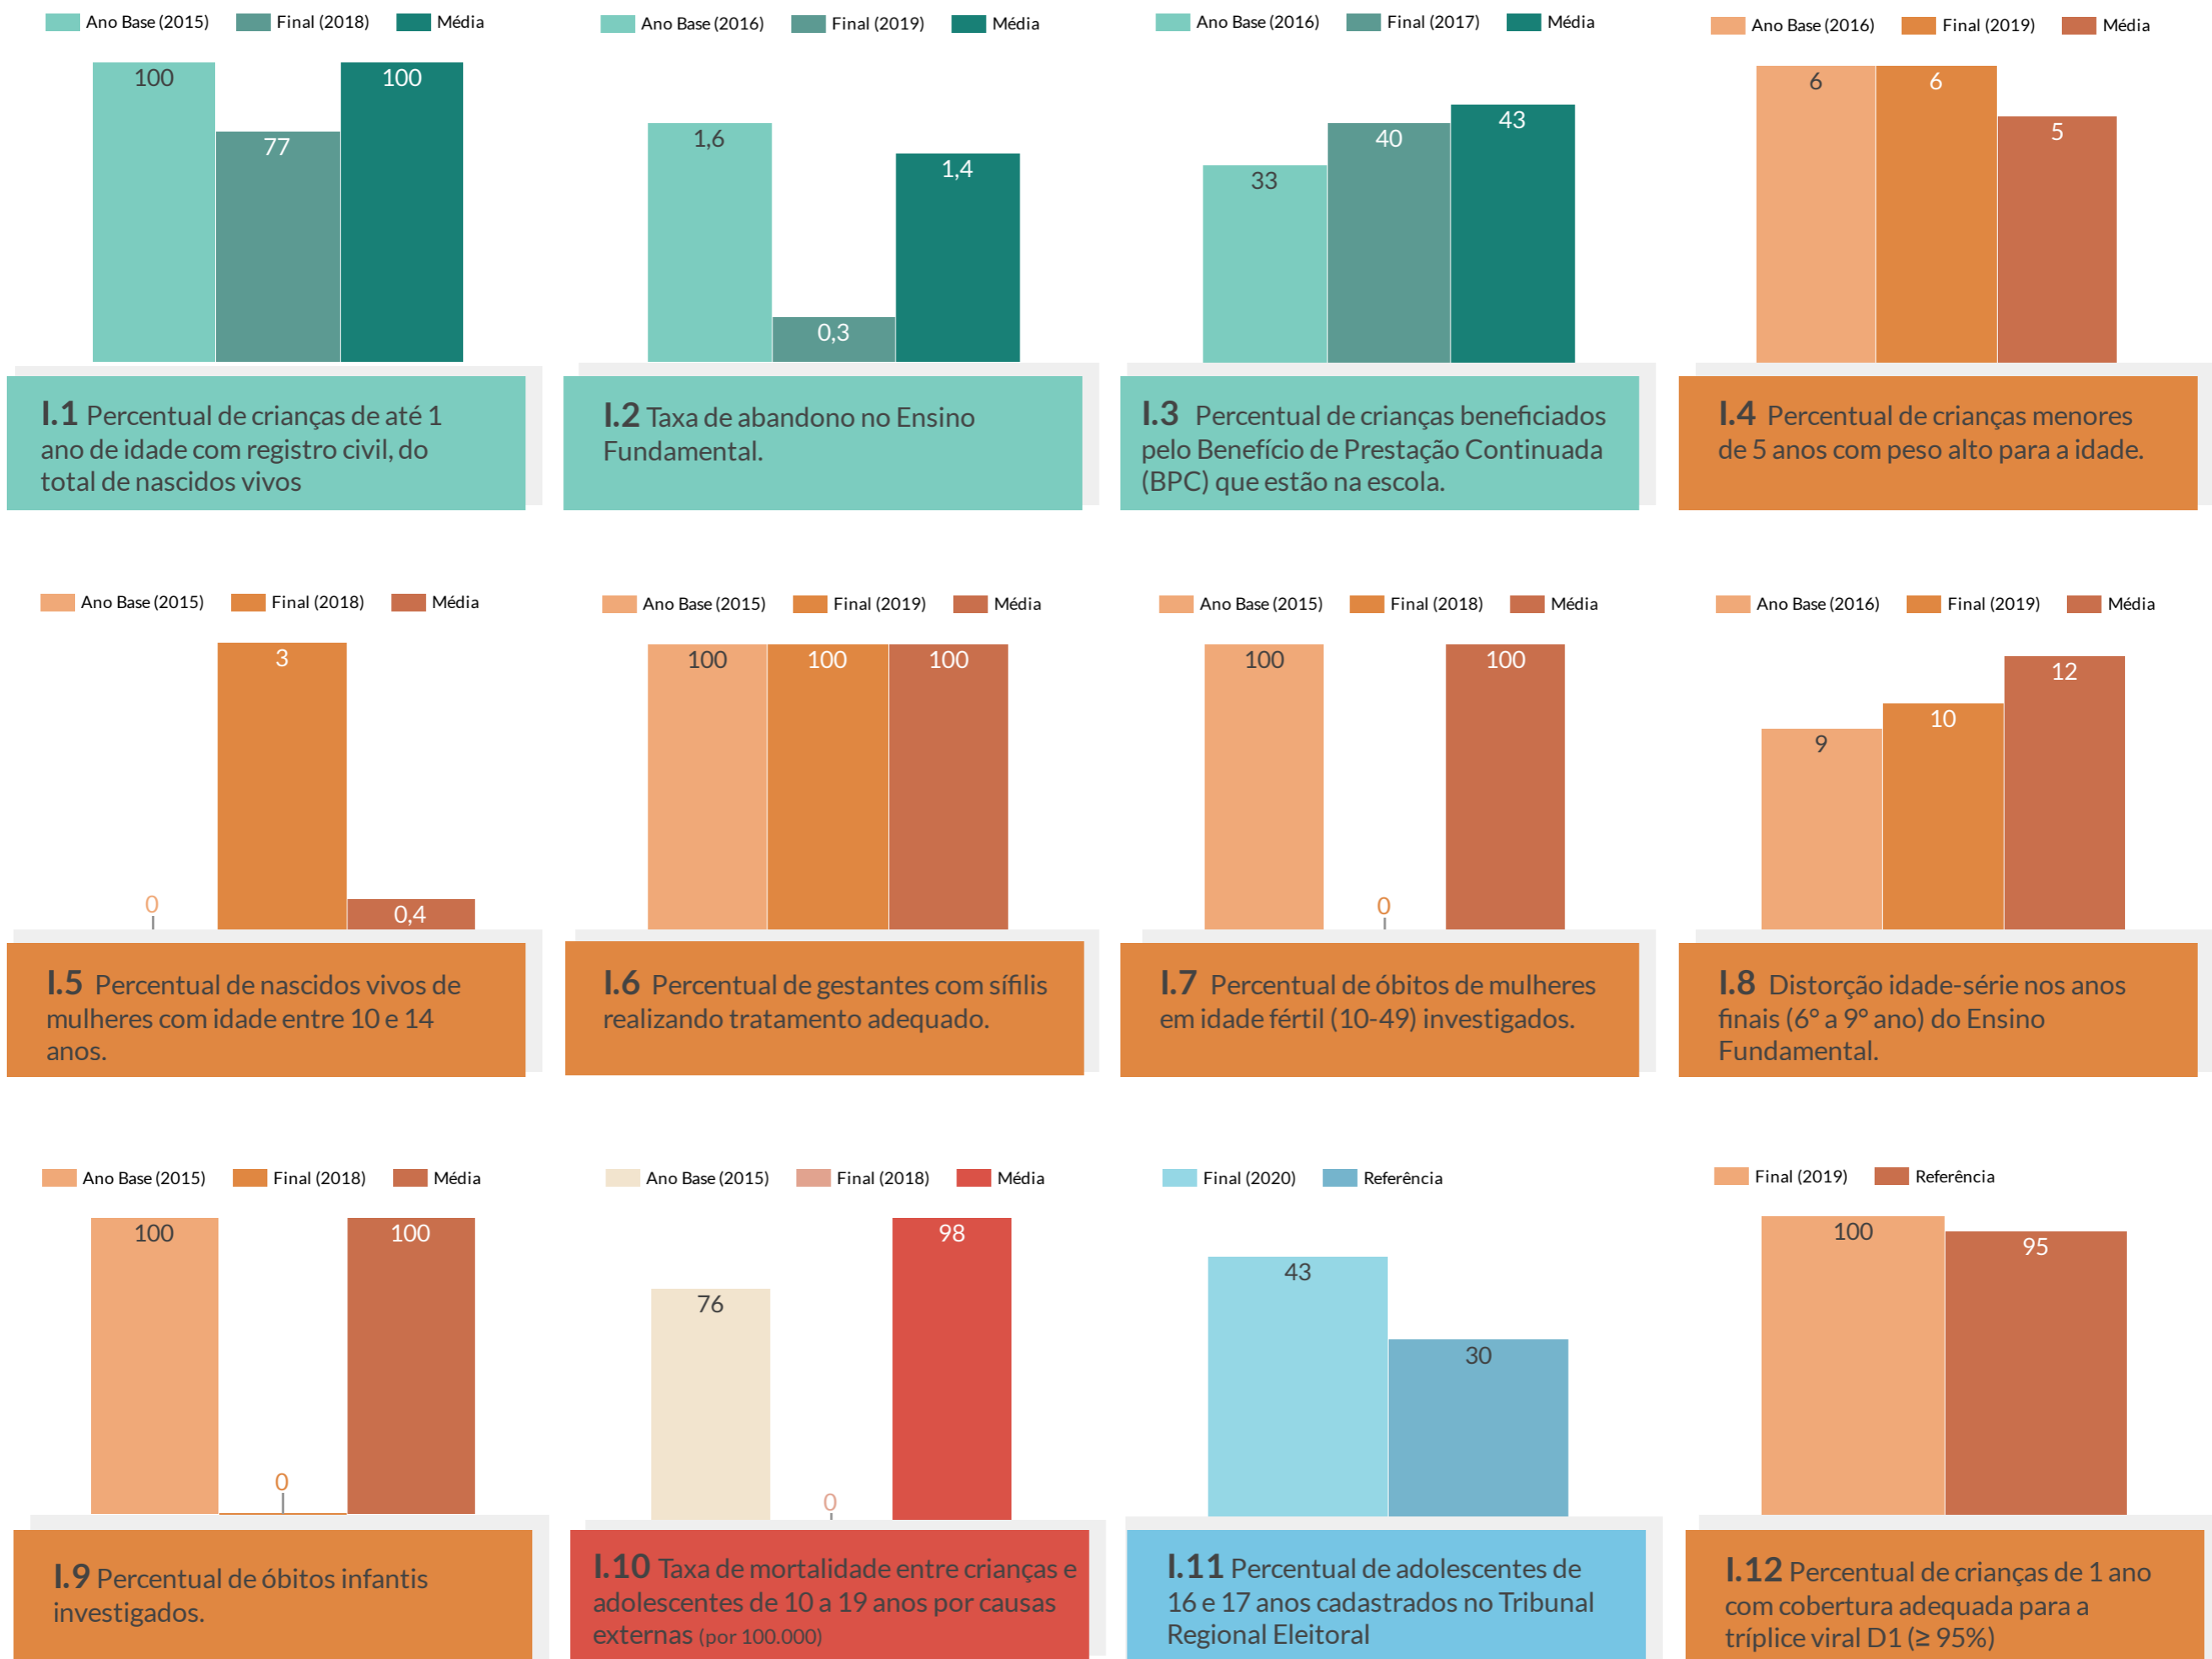 Ano Base (2015) Final (2018) Média
100 77 100
I.1 Percentual de crianças de até 1
ano de idade com registro civil, do
total de nascidos vivos
Ano Base (2016) Final (2019) Média
1,6 0,3 1,4
I.2 Taxa de abandono no Ensino
Fundamental.
Ano Base (2016) Final (2017) Média
33 40 43
I.3 Percentual de crianças beneficiados
pelo Benefício de Prestação Continuada
(BPC) que estão na escola.
Ano Base (2016) Final (2019) Média
6 6 5
I.4 Percentual de crianças menores
de 5 anos com peso alto para a idade.
Ano Base (2015) Final (2018) Média
0 3 0,4
I.5 Percentual de nascidos vivos de
mulheres com idade entre 10 e 14
anos.
Ano Base (2015) Final (2019) Média
100 100 100
I.6 Percentual de gestantes com sífilis
realizando tratamento adequado.
Ano Base (2015) Final (2018) Média
100 0 100
I.7 Percentual de óbitos de mulheres
em idade fértil (10-49) investigados.
Ano Base (2016) Final (2019) Média
9 10 12
I.8 Distorção idade-série nos anos
finais (6° a 9° ano) do Ensino
Fundamental.
Ano Base (2015) Final (2018) Média
100 0 100
I.9 Percentual de óbitos infantis
investigados.
Ano Base (2015) Final (2018) Média
76 0 98
I.10 Taxa de mortalidade entre crianças e
adolescentes de 10 a 19 anos por causas
externas (por 100.000)
Final (2020) Referência
43 30
I.11 Percentual de adolescentes de
16 e 17 anos cadastrados no Tribunal
Regional Eleitoral
Final (2019) Referência
100 95
I.12 Percentual de crianças de 1 ano
com cobertura adequada para a
tríplice viral D1 (≥ 95%)